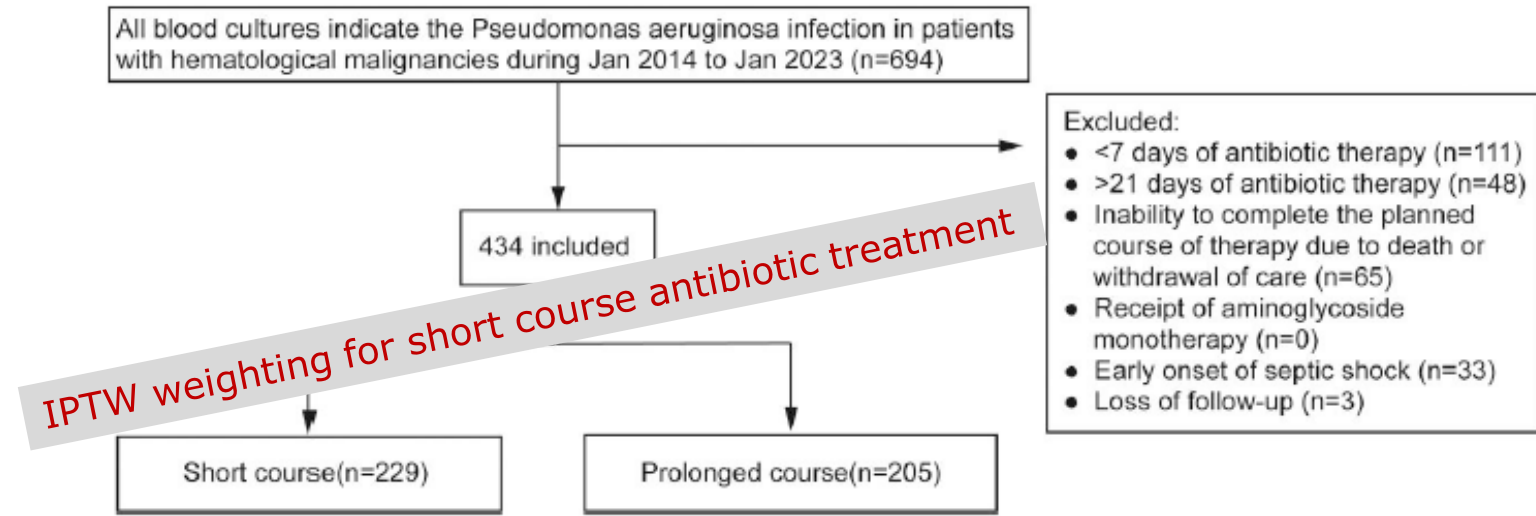 All blood cultures indicate the Pseudomonas aeruginosa infection in patients
with hematological malignancies during Jan 2014 to Jan 2023 (n=694)
Excluded:
● <7 days of antibiotic therapy (n=111)
● >21 days of antibiotic therapy (n=48)
● Inability to complete the planned
course of therapy due to death or
withdrawal of care (n=65)
● Receipt of aminoglycoside
monotherapy (n=0)
● Early onset of septic shock (n=33)
● Loss of follow-up (n=3)
434 included
IPTW weighting for short course antibiotic treatment
Short course(n=229)
Prolonged course(n=205)